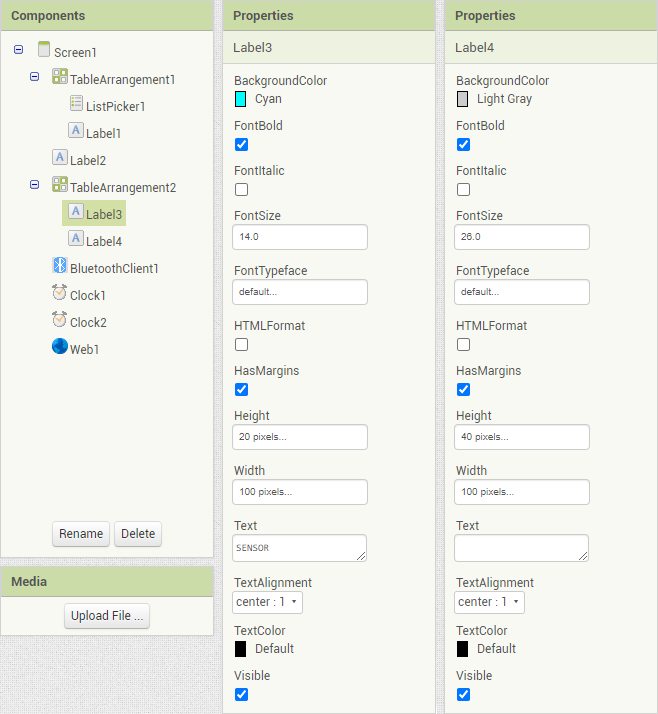 Components
Screen1
TableArrangement1
ListPicker1
A Label1
A Label2
TableArrangement2
A Label3
A Label4
BluetoothClient1
Clock1
Clock2
Web1
Rename Delete
Media
Upload File ...
Properties
Label3
BackgroundColor
Cyan
FontBold
FontItalic
FontSize
14.0
FontTypeface
default...
HTMLFormat
HasMargins
Height
20 pixels...
Width
100 pixels...
Text
SENSOR
TextAlignment
center : 1
TextColor
Default
Visible
Properties
Label4
BackgroundColor
Light Gray
FontBold
FontItalic
FontSize
26.0
FontTypeface
default...
HTMLFormat
HasMargins
Height
40 pixels...
Width
100 pixels...
Text
TextAlignment
center : 1
TextColor
Default
Visible